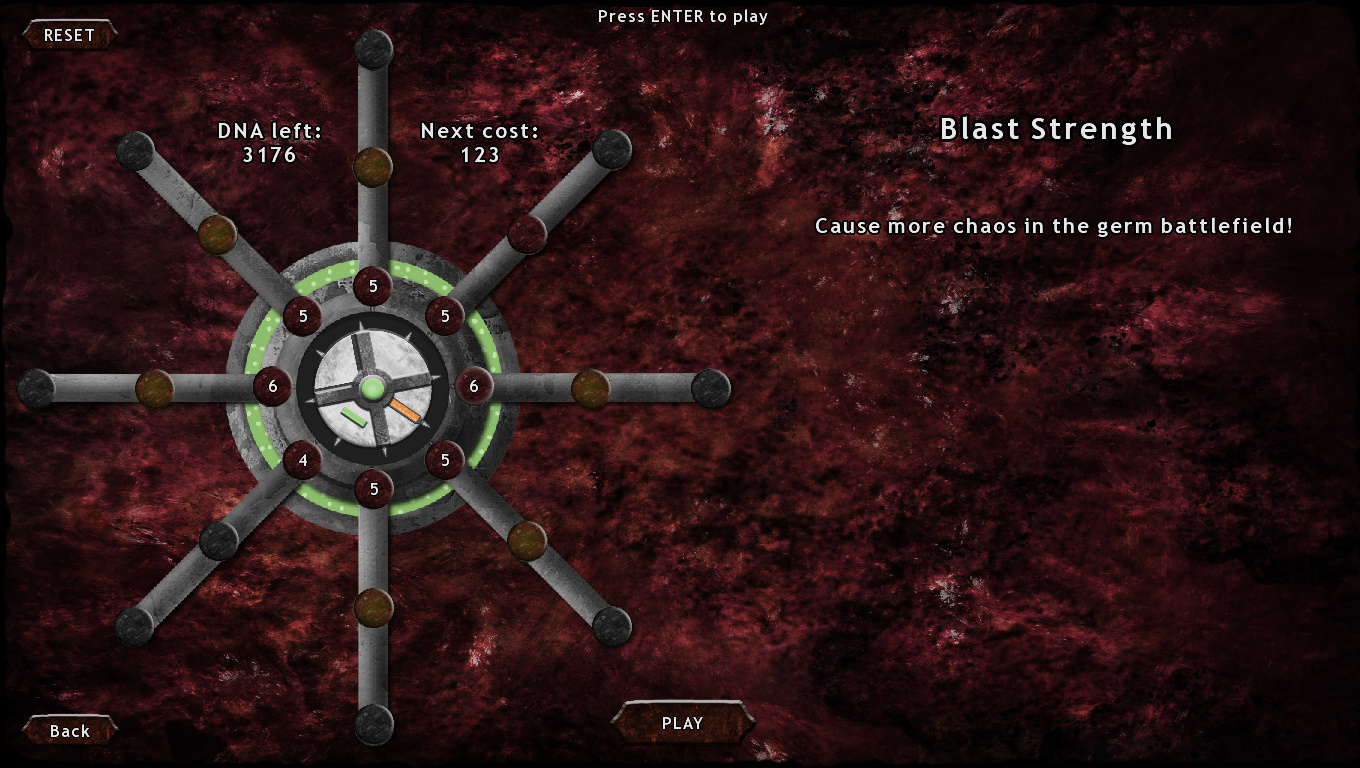 Press ENTER to play
RESET
DNA left:
3176
Next cost:
123
Blast Strength
Cause more chaos in the germ battlefield!
5
5
5
6
6
4
5
5
Back
PLAY